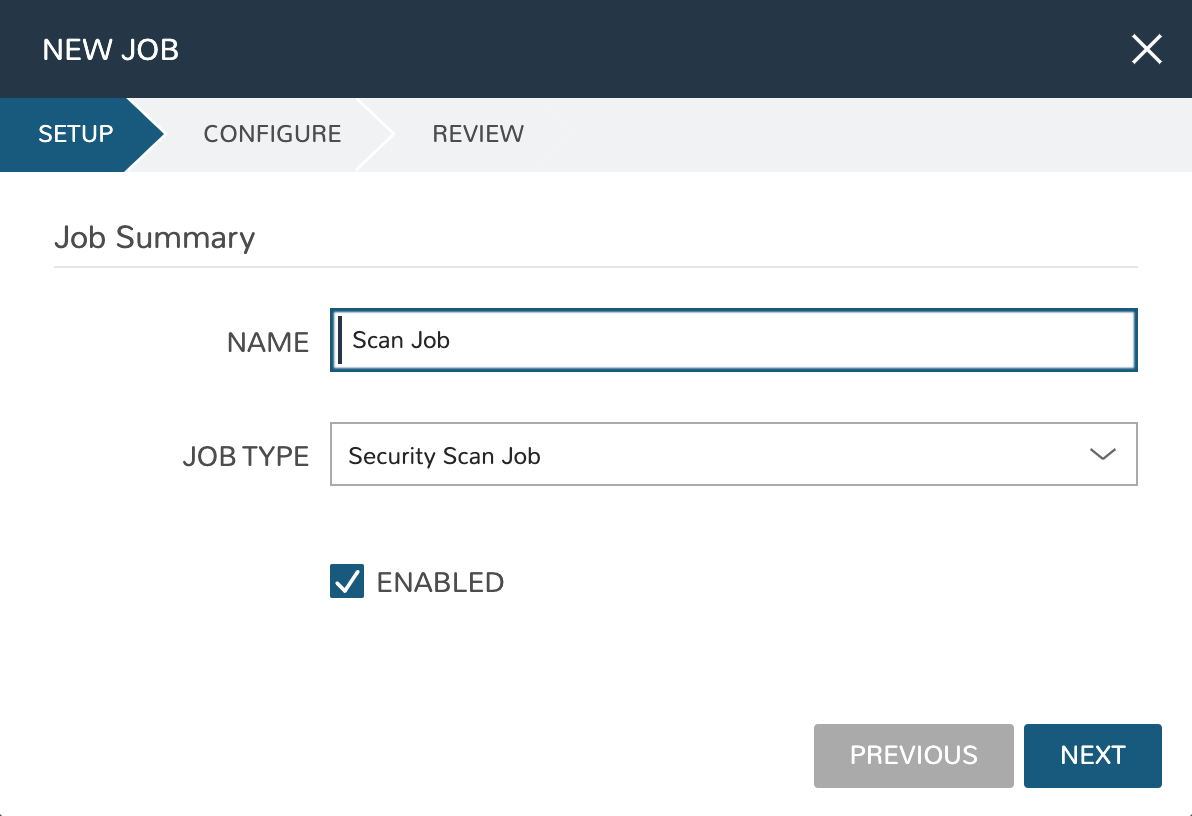 NEW JOB
SETUP CONFIGURE REVIEW
Job Summary
NAME Scan Job
JOB TYPE Security Scan Job
ENABLED
PREVIOUS NEXT